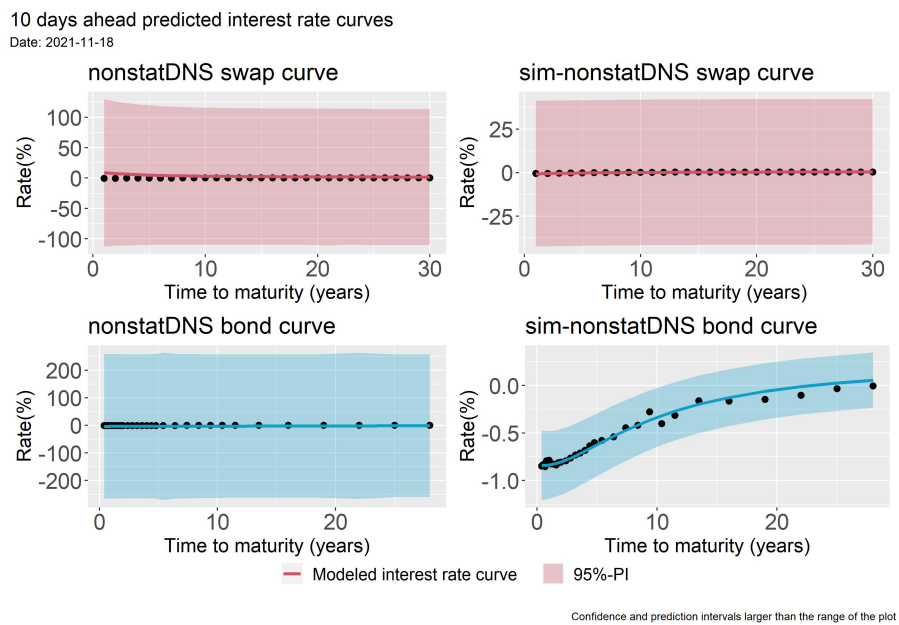 10 days ahead predicted interest rate curves
Date: 2021-11-18
nonstatDNS swap curve
Rate(%)
100
50
0
-50
-100
0 10 20 30
Time to maturity (years)
sim-nonstatDNS swap curve
Rate(%)
25
0
-25
0 10 20 30
Time to maturity (years)
nonstatDNS bond curve
Rate(%)
200
100
0
-100
-200
0 10 20
Time to maturity (years)
sim-nonstatDNS bond curve
Rate(%)
0.0
-0.5
-1.0
0 10 20
Time to maturity (years)
Modeled interest rate curve 95%-PI
Confidence and prediction intervals larger than the range of the plot